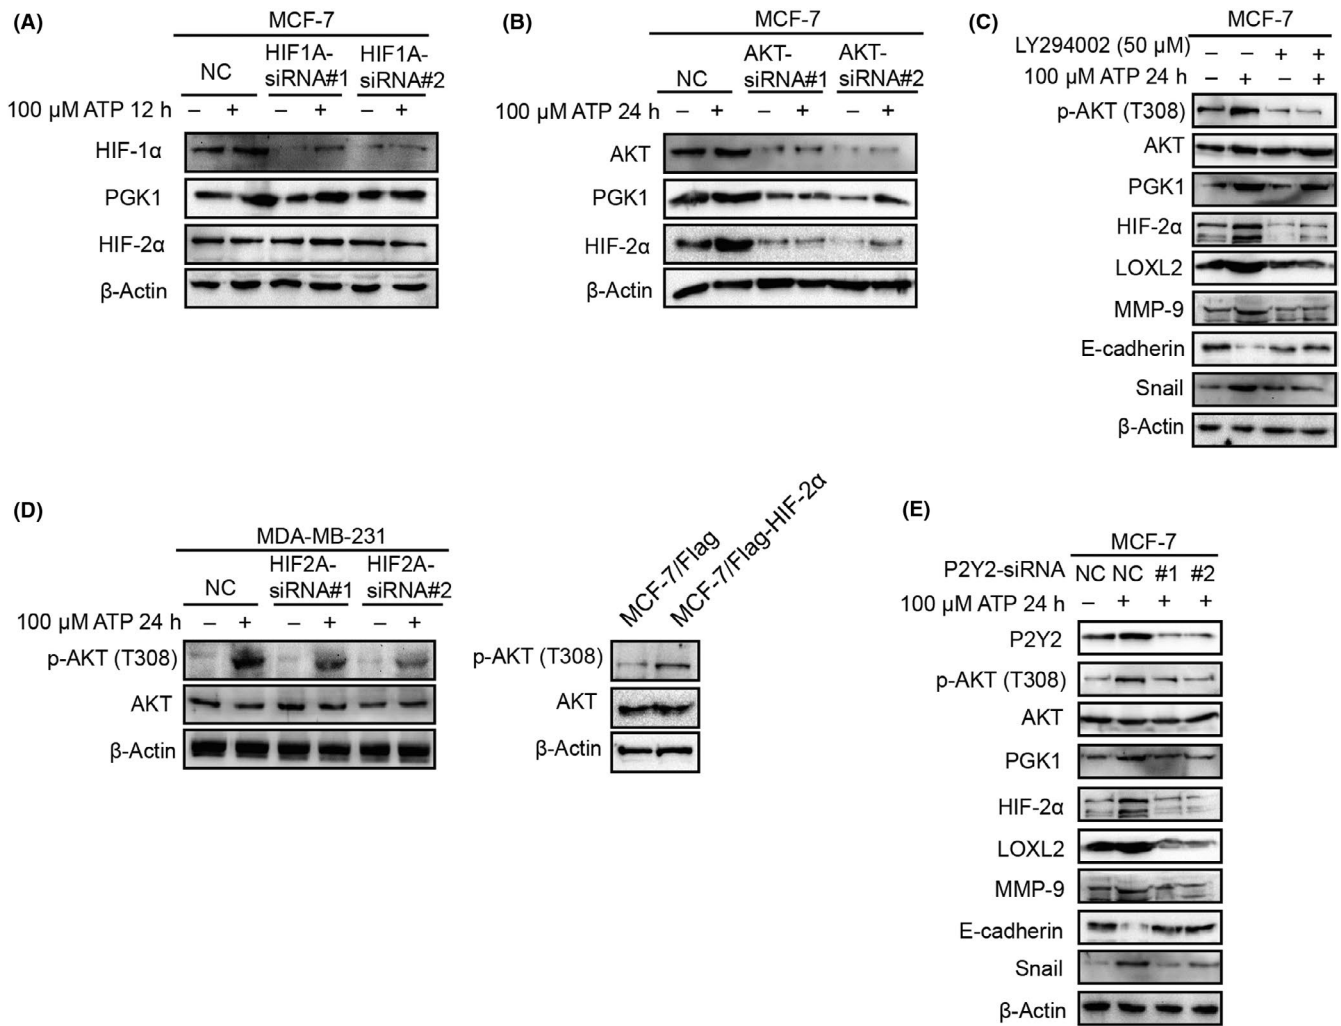 (A)
MCF-7
NC HIF1A-siRNA#1 HIF1A-siRNA#2
100 µM ATP 12 h – + – + – +
HIF-1α
PGK1
HIF-2α
β-Actin
(B)
MCF-7
NC AKT-siRNA#1 AKT-siRNA#2
100 µM ATP 24 h – + – + – +
AKT
PGK1
HIF-2α
β-Actin
(C)
MCF-7
LY294002 (50 µM) – – + +
100 µM ATP 24 h – + – +
p-AKT (T308)
AKT
PGK1
HIF-2α
LOXL2
MMP-9
E-cadherin
Snail
β-Actin
(D)
MDA-MB-231
NC HIF2A-siRNA#1 HIF2A-siRNA#2
100 µM ATP 24 h – + – + – +
p-AKT (T308)
AKT
β-Actin
MCF-7/Flag
MCF-7/Flag-HIF-2α
p-AKT (T308)
AKT
β-Actin
(E)
MCF-7
P2Y2-siRNA NC NC #1 #2
100 µM ATP 24 h – + + +
P2Y2
p-AKT (T308)
AKT
PGK1
HIF-2α
LOXL2
MMP-9
E-cadherin
Snail
β-Actin